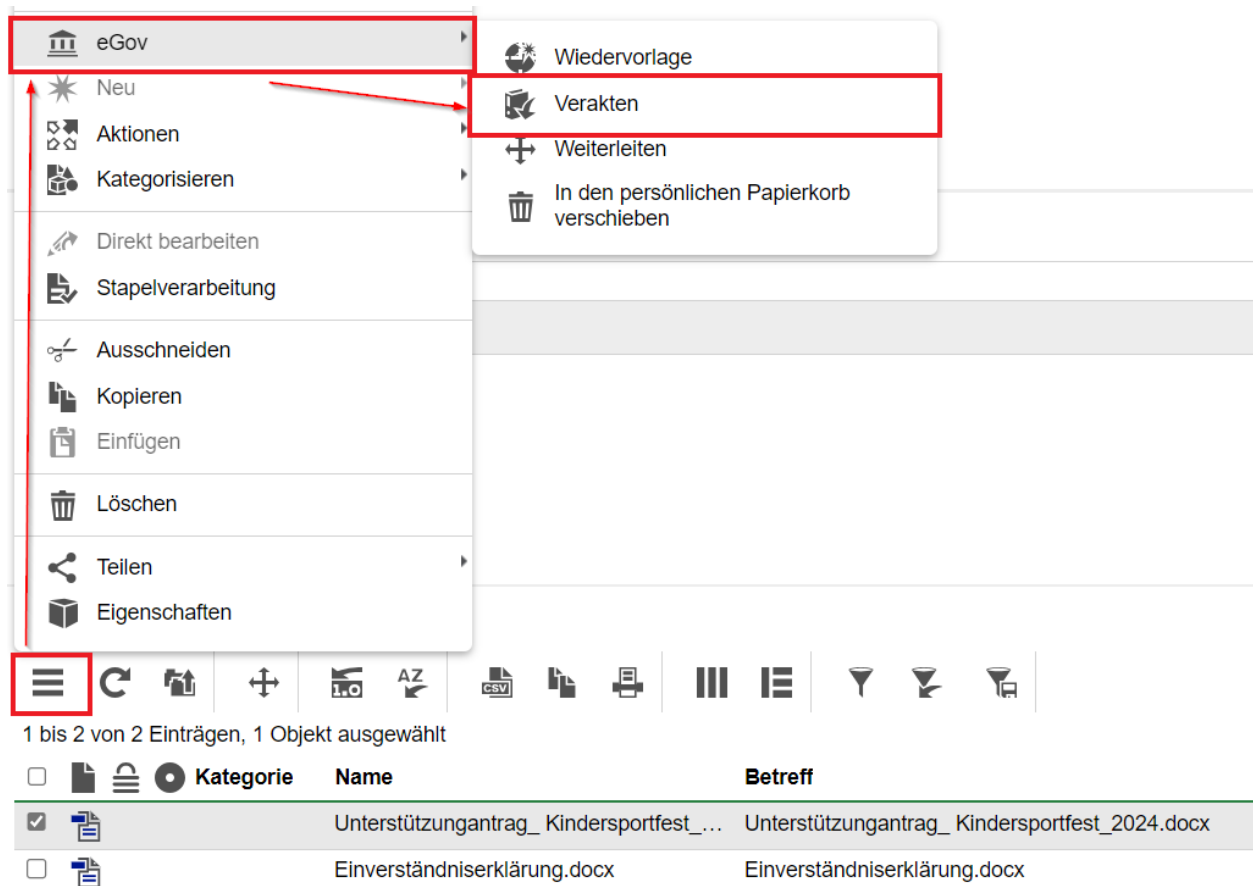 eGov
Neu
Aktionen
Kategorisieren
Direkt bearbeiten
Stapelverarbeitung
Ausschneiden
Kopieren
Einfügen
Löschen
Teilen
Eigenschaften
Wiedervorlage
Verakten
Weiterleiten
In den persönlichen Papierkorb
verschieben
1.0 AZ CSV
1 bis 2 von 2 Einträgen, 1 Objekt ausgewählt
Kategorie Name Betreff
Unterstützungantrag_ Kindersportfest_... Unterstützungantrag_ Kindersportfest_2024.docx
Einverständniserklärung.docx Einverständniserklärung.docx